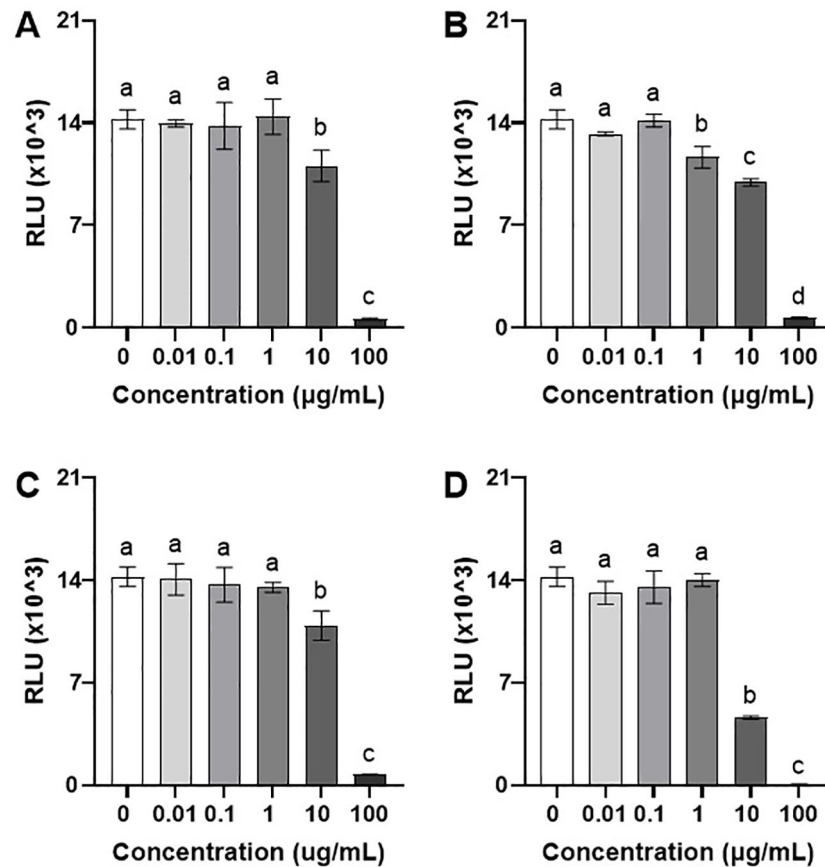 A
21
14
7
0
RLU (x10^3)
a a a a b c
0 0.01 0.1 1 10 100
Concentration (µg/mL)
B
21
14
7
0
RLU (x10^3)
a a a b c d
0 0.01 0.1 1 10 100
Concentration (µg/mL)
C
21
14
7
0
RLU (x10^3)
a a a a b c
0 0.01 0.1 1 10 100
Concentration (ug/mL)
D
21
14
7
0
RLU (x10^3)
a a a a b c
0 0.01 0.1 1 10 100
Concentration (µg/mL)